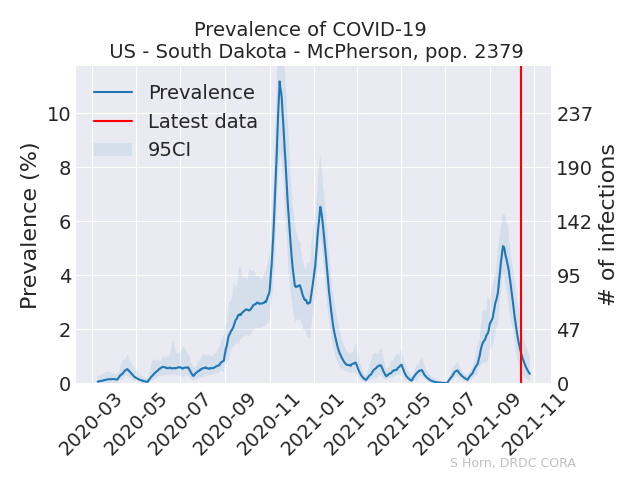 Prevalence of COVID-19
US - South Dakota - McPherson, pop. 2379
Prevalence
Latest data
95CI
Prevalence (%)
10
8
6
4
2
0
# of infections
237
190
142
95
47
0
2020-03
2020-05
2020-07
2020-09
2020-11
2021-01
2021-03
2021-05
2021-07
2021-09
2021-11
S Horn, DRDC CORA